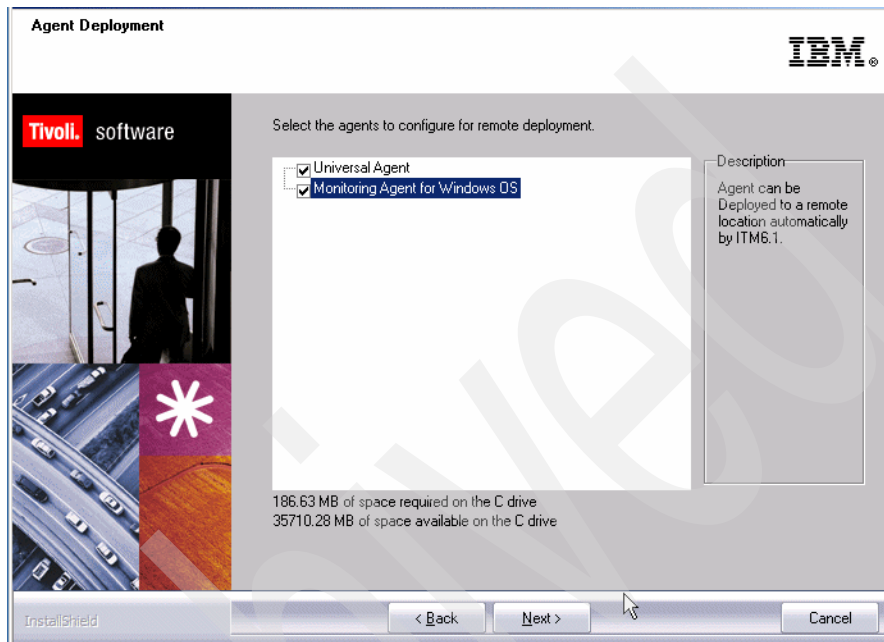 Agent Deployment
IBM®
Tivoli. software
Select the agents to configure for remote deployment.
Universal Agent
Monitoring Agent for Windows OS
Description
Agent can be
Deployed to a remote
location automatically
by ITM6.1.
186.63 MB of space required on the C drive
35710.28 MB of space available on the C drive
InstallShield
< Back
Next >
Cancel